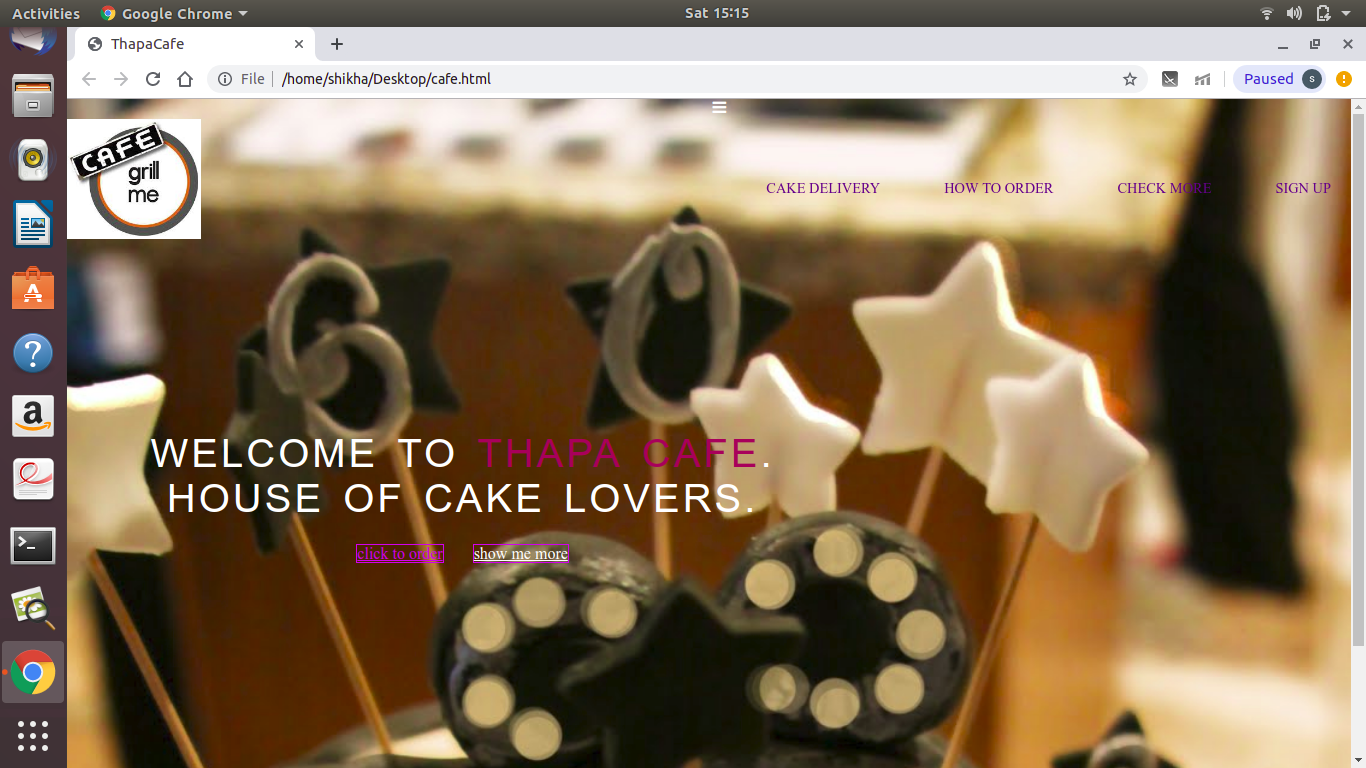 Activities Google Chrome Sat 15:15
ThapaCafe
File /home/shikha/Desktop/cafe.html Paused s
CAFE
grill
me
CAKE DELIVERY HOW TO ORDER CHECK MORE SIGN UP
60
WELCOME TO THAPA CAFE.
HOUSE OF CAKE LOVERS.
click to order show me more